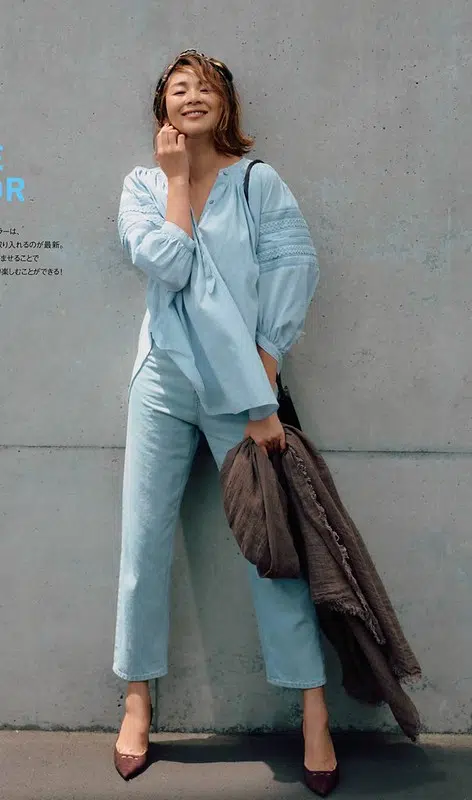 E
OR
ラーは、
取り入れるのが最新。
ませることで
楽しむことができる！